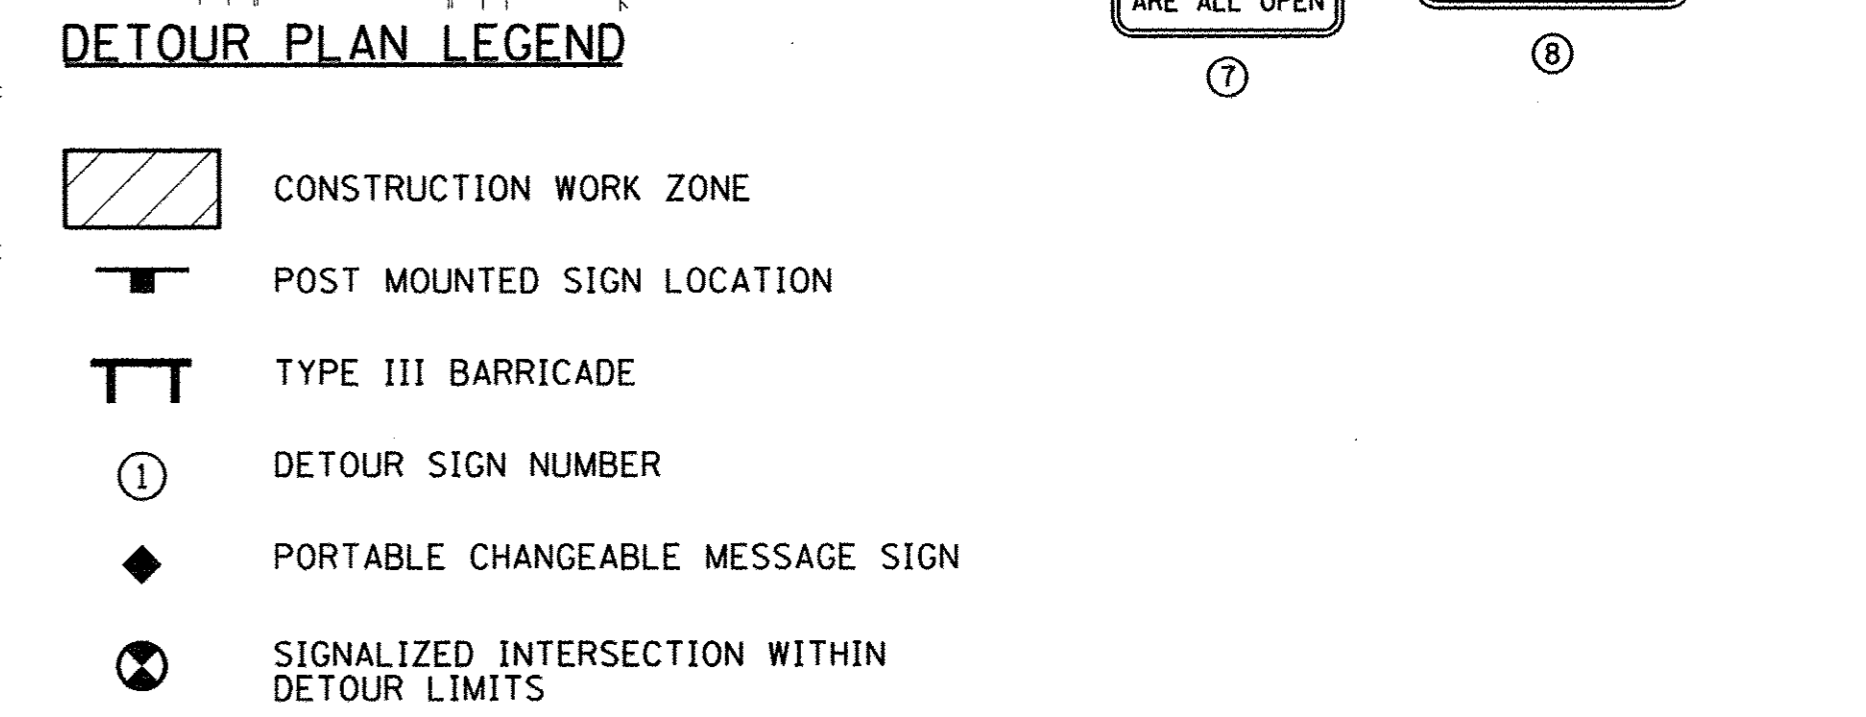 ARE ALL OPEN
7
8
DETOUR PLAN LEGEND
CONSTRUCTION WORK ZONE
POST MOUNTED SIGN LOCATION
TYPE III BARRICADE
1
DETOUR SIGN NUMBER
PORTABLE CHANGEABLE MESSAGE SIGN
SIGNALIZED INTERSECTION WITHIN
DETOUR LIMITS